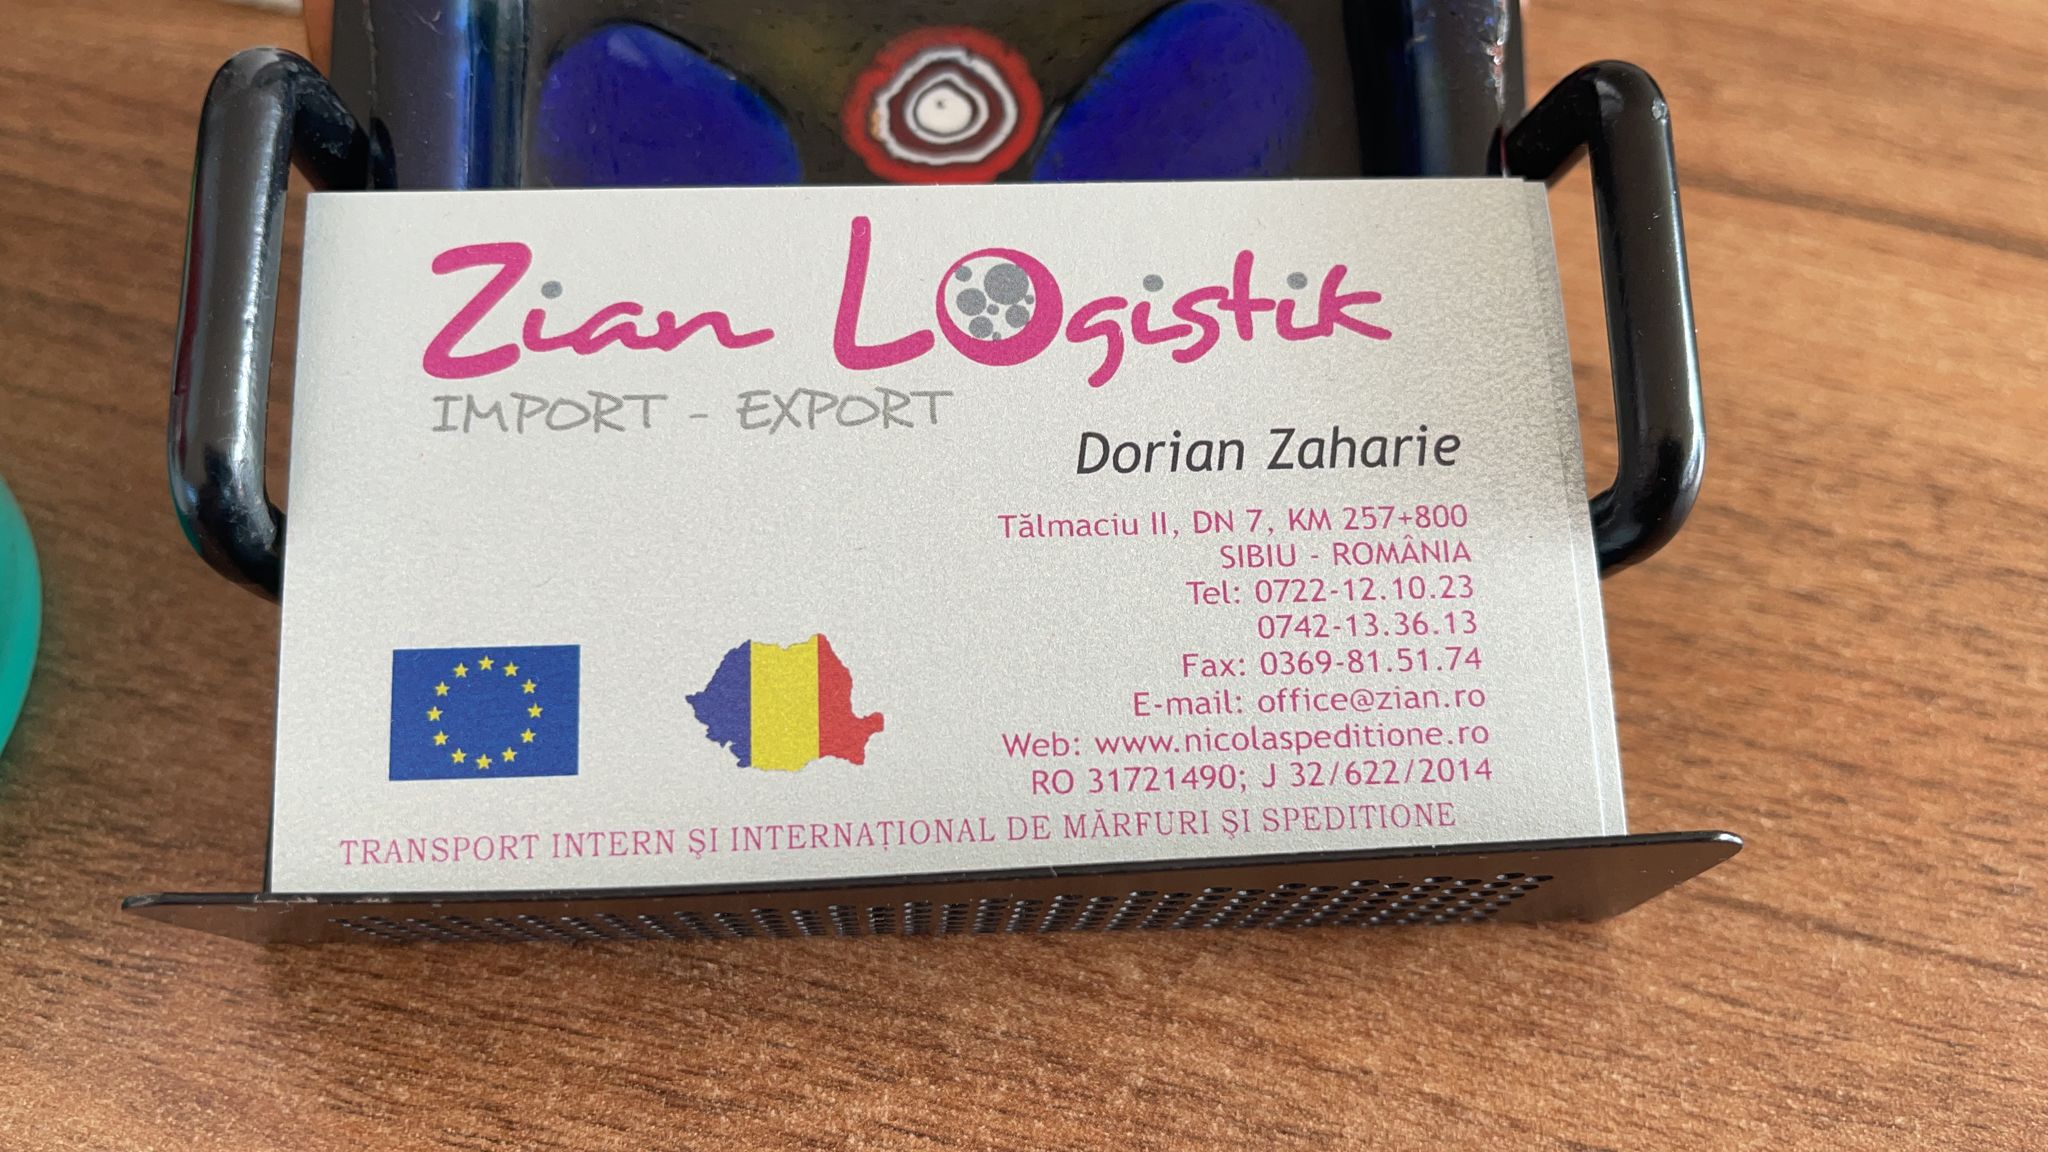 Zian LOgistik
IMPORT - EXPORT
Dorian Zaharie
Tălmaciu II, DN 7, KM 257+800
SIBIU - ROMÂNIA
Tel: 0722-12.10.23
0742-13.36.13
Fax: 0369-81.51.74
E-mail: office@zian.ro
Web: www.nicolaspeditione.ro
RO 31721490; J 32/622/2014
TRANSPORT INTERN ŞI INTERNAŢIONAL DE MĂRFURI ŞI SPEDITIONE